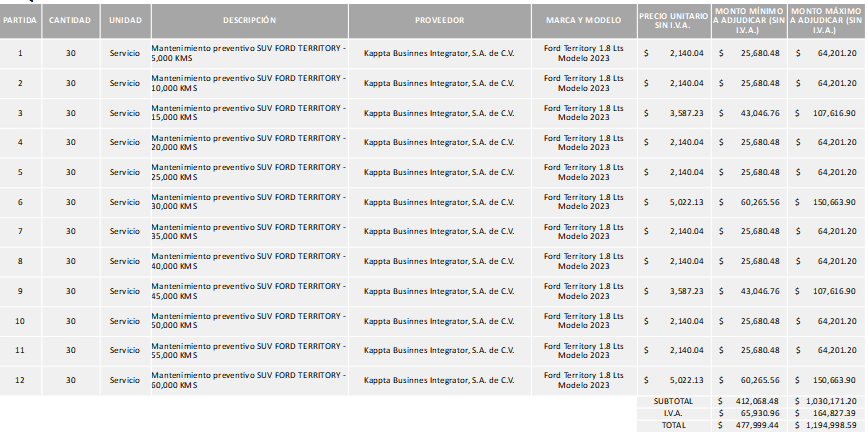 PARTIDA CANTIDAD UNIDAD DESCRIPCIÓN PROVEEDOR MARCA Y MODELO PRECIO UNITARIO SIN I.V.A. MONTO MÍNIMO A ADJUDICAR (SIN I.V.A.) MONTO MÁXIMO A ADJUDICAR (SIN I.V.A.)
1 30 Servicio Mantenimiento preventivo SUV FORD TERRITORY - 5,000 KMS Kappta Businnes Integrator, S.A. de C.V. Ford Territory 1.8 Lts Modelo 2023 $ 2,140.04 $ 25,680.48 $ 64,201.20
2 30 Servicio Mantenimiento preventivo SUV FORD TERRITORY - 10,000 KMS Kappta Businnes Integrator, S.A. de C.V. Ford Territory 1.8 Lts Modelo 2023 $ 2,140.04 $ 25,680.48 $ 64,201.20
3 30 Servicio Mantenimiento preventivo SUV FORD TERRITORY - 15,000 KMS Kappta Businnes Integrator, S.A. de C.V. Ford Territory 1.8 Lts Modelo 2023 $ 3,587.23 $ 43,046.76 $ 107,616.90
4 30 Servicio Mantenimiento preventivo SUV FORD TERRITORY - 20,000 KMS Kappta Businnes Integrator, S.A. de C.V. Ford Territory 1.8 Lts Modelo 2023 $ 2,140.04 $ 25,680.48 $ 64,201.20
5 30 Servicio Mantenimiento preventivo SUV FORD TERRITORY - 25,000 KMS Kappta Businnes Integrator, S.A. de C.V. Ford Territory 1.8 Lts Modelo 2023 $ 2,140.04 $ 25,680.48 $ 64,201.20
6 30 Servicio Mantenimiento preventivo SUV FORD TERRITORY - 30,000 KMS Kappta Businnes Integrator, S.A. de C.V. Ford Territory 1.8 Lts Modelo 2023 $ 5,022.13 $ 60,265.56 $ 150,663.90
7 30 Servicio Mantenimiento preventivo SUV FORD TERRITORY - 35,000 KMS Kappta Businnes Integrator, S.A. de C.V. Ford Territory 1.8 Lts Modelo 2023 $ 2,140.04 $ 25,680.48 $ 64,201.20
8 30 Servicio Mantenimiento preventivo SUV FORD TERRITORY - 40,000 KMS Kappta Businnes Integrator, S.A. de C.V. Ford Territory 1.8 Lts Modelo 2023 $ 2,140.04 $ 25,680.48 $ 64,201.20
9 30 Servicio Mantenimiento preventivo SUV FORD TERRITORY - 45,000 KMS Kappta Businnes Integrator, S.A. de C.V. Ford Territory 1.8 Lts Modelo 2023 $ 3,587.23 $ 43,046.76 $ 107,616.90
10 30 Servicio Mantenimiento preventivo SUV FORD TERRITORY - 50,000 KMS Kappta Businnes Integrator, S.A. de C.V. Ford Territory 1.8 Lts Modelo 2023 $ 2,140.04 $ 25,680.48 $ 64,201.20
11 30 Servicio Mantenimiento preventivo SUV FORD TERRITORY - 55,000 KMS Kappta Businnes Integrator, S.A. de C.V. Ford Territory 1.8 Lts Modelo 2023 $ 2,140.04 $ 25,680.48 $ 64,201.20
12 30 Servicio Mantenimiento preventivo SUV FORD TERRITORY - 60,000 KMS Kappta Businnes Integrator, S.A. de C.V. Ford Territory 1.8 Lts Modelo 2023 $ 5,022.13 $ 60,265.56 $ 150,663.90
SUBTOTAL $ 412,068.48 $ 1,030,171.20
I.V.A. $ 65,930.96 $ 164,827.39
TOTAL $ 477,999.44 $ 1,194,998.59